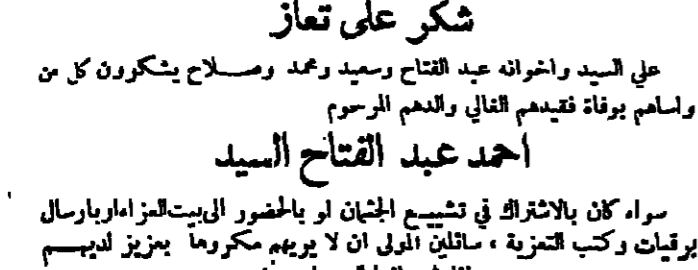 شكر على تعاز
علي السيد واخوانه عبد الفتاح وسعيد ومحمد وصلاح يشكرون كل من
واساهم بوفاة فقيدهم الغالي والدهم المرحوم
احمد عبد الفتاح السيد
سواء كان بالاشتراك في تشييع الجثمان او بالحضور الى بيت العزاء او بارسال
برقيات وكتب التعزية ، سائلين المولى ان لا يريهم مكروها بعزيز لديهم